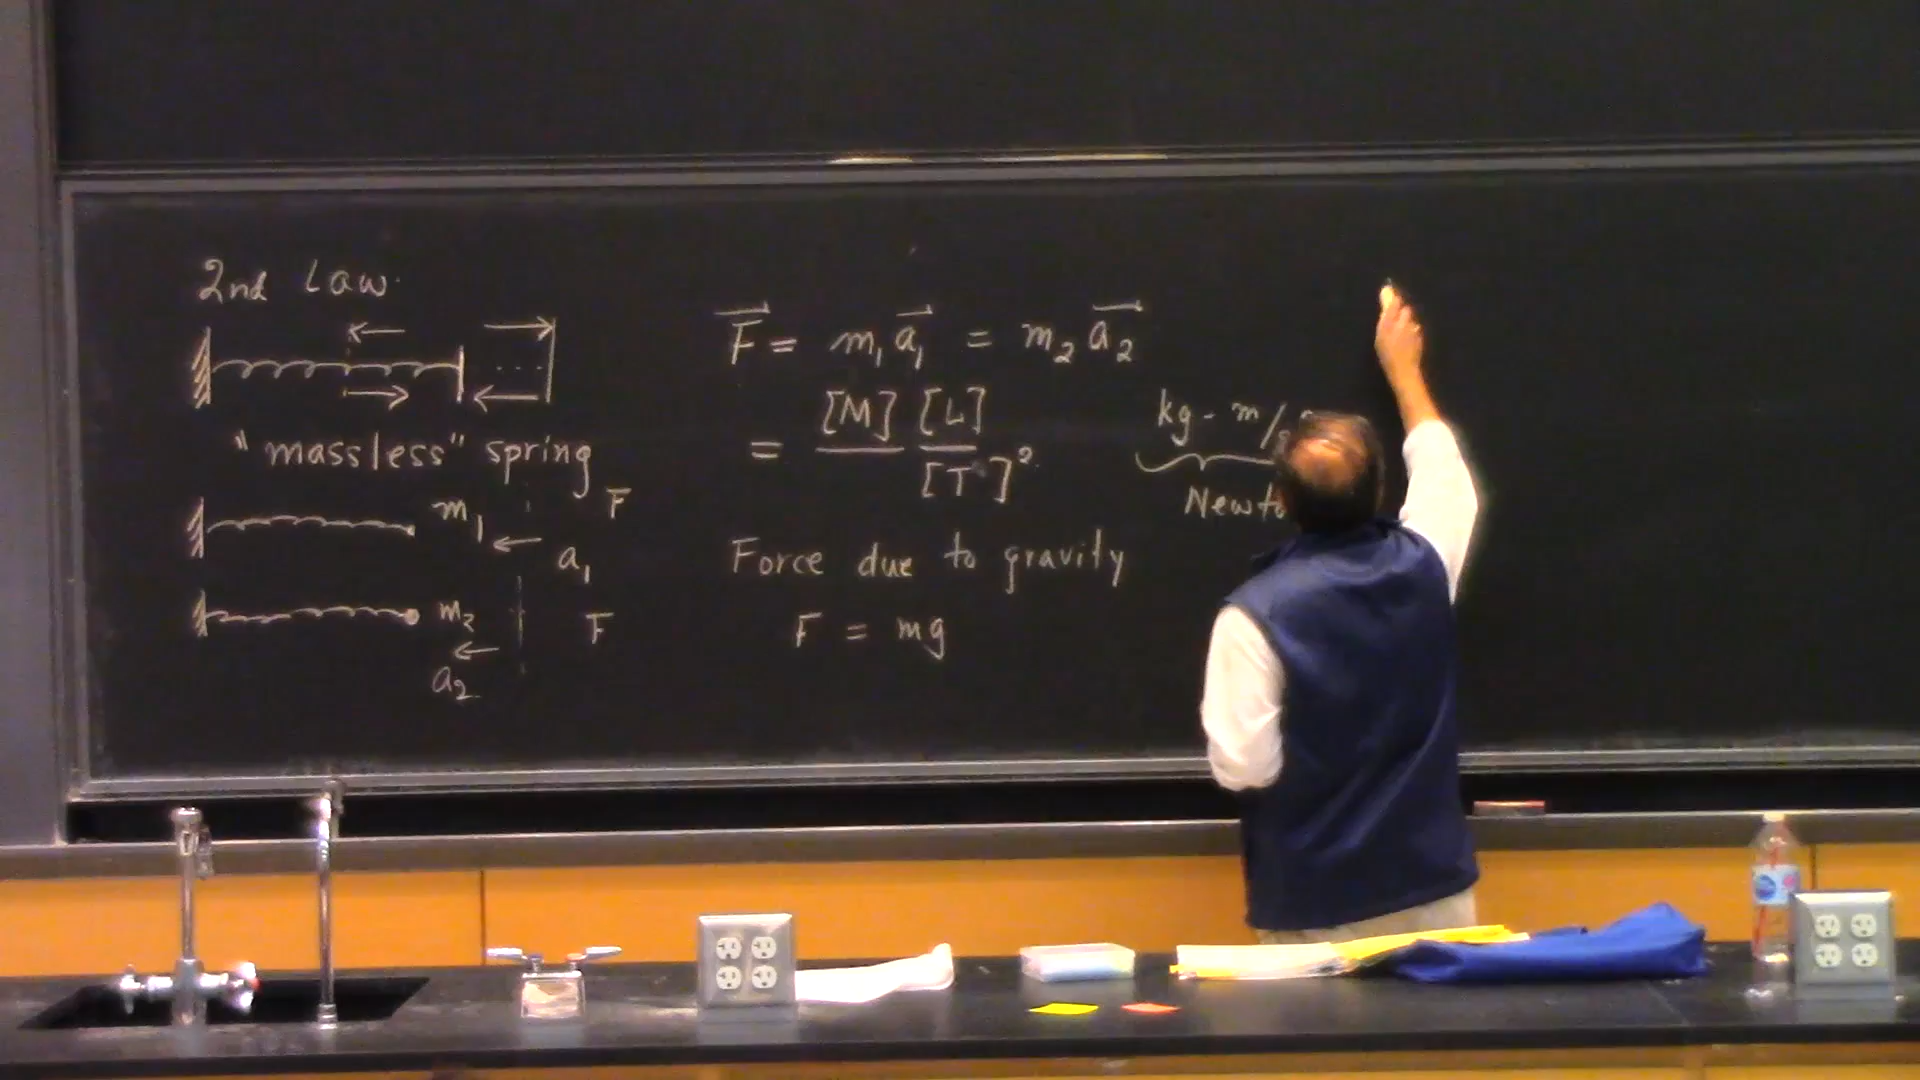 2nd Law.
"massless" spring
m₁ F
a₁
m₂ F
a₂
F = m₁ a₁ = m₂ a₂
= [M] [L]
[T]²
kg - m/
Force due to gravity
F = mg